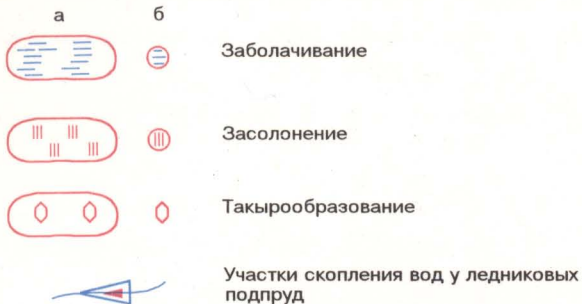 а б
Заболачивание
Засолонение
Такырообразование
Участки скопления вод у ледниковых
подпруд